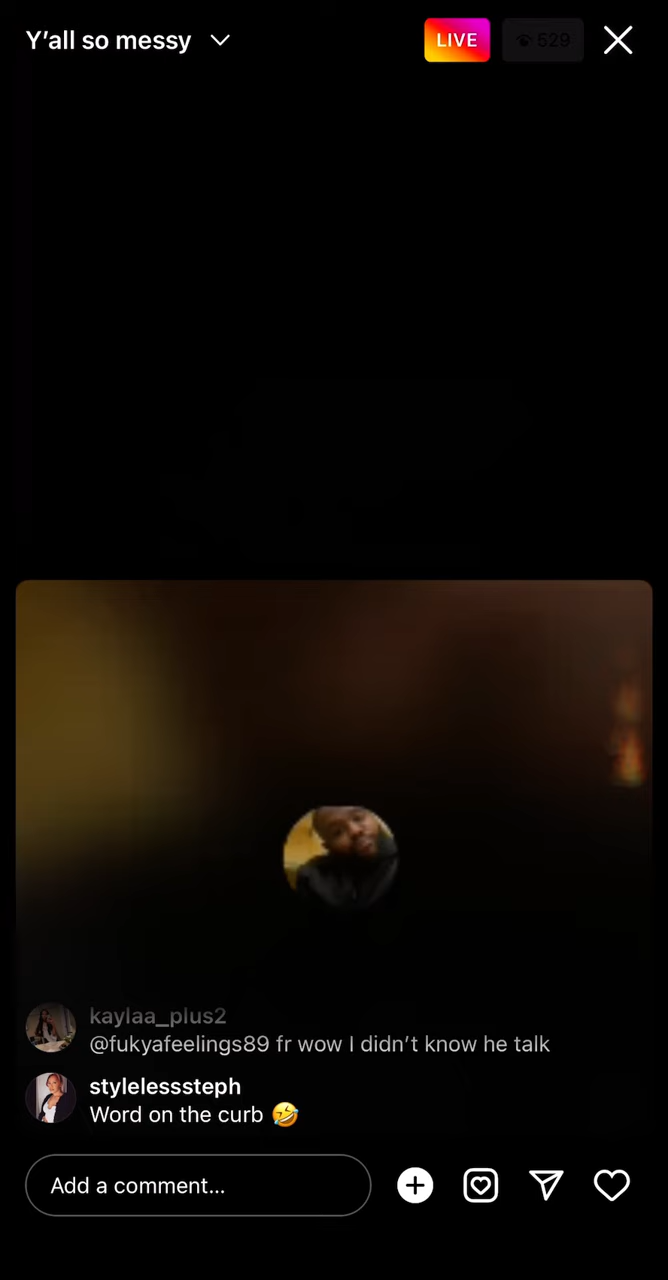 Y’all so messy
LIVE
529
kaylaa_plus2
@fukyafeelings89 fr wow I didn’t know he talk
stylelesssteph
Word on the curb 🤣
Add a comment...